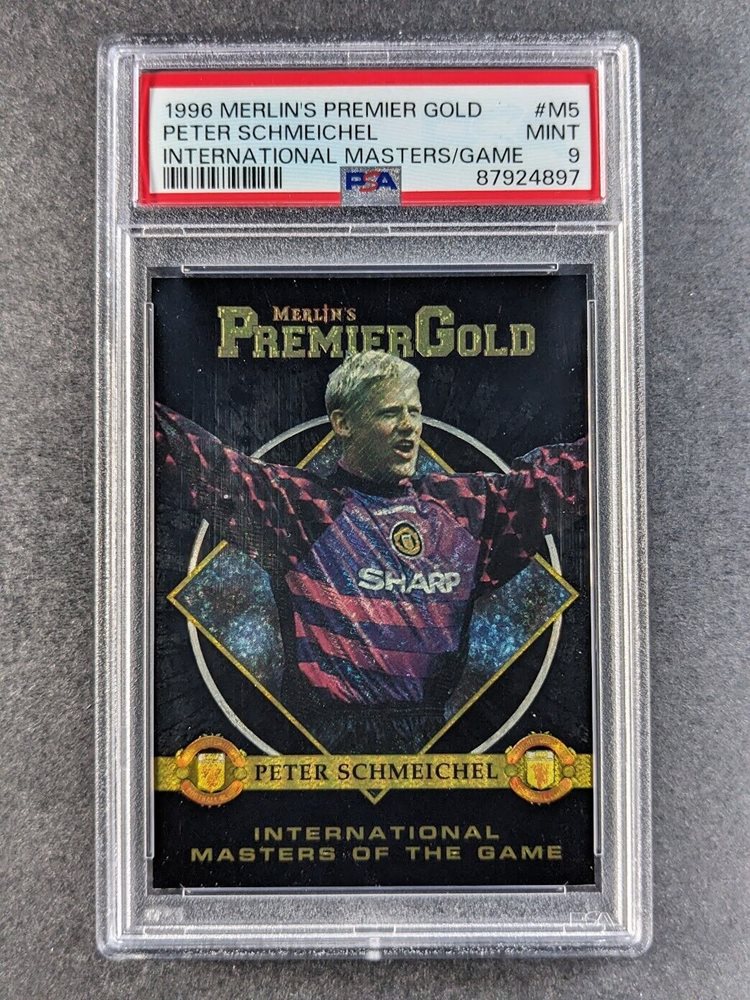 1996 MERLIN'S PREMIER GOLD #M5
PETER SCHMEICHEL MINT
INTERNATIONAL MASTERS/GAME 9
PSA 87924897
MERLIN'S
PREMIER GOLD
SHARP
PETER SCHMEICHEL
INTERNATIONAL
MASTERS OF THE GAME
PSA